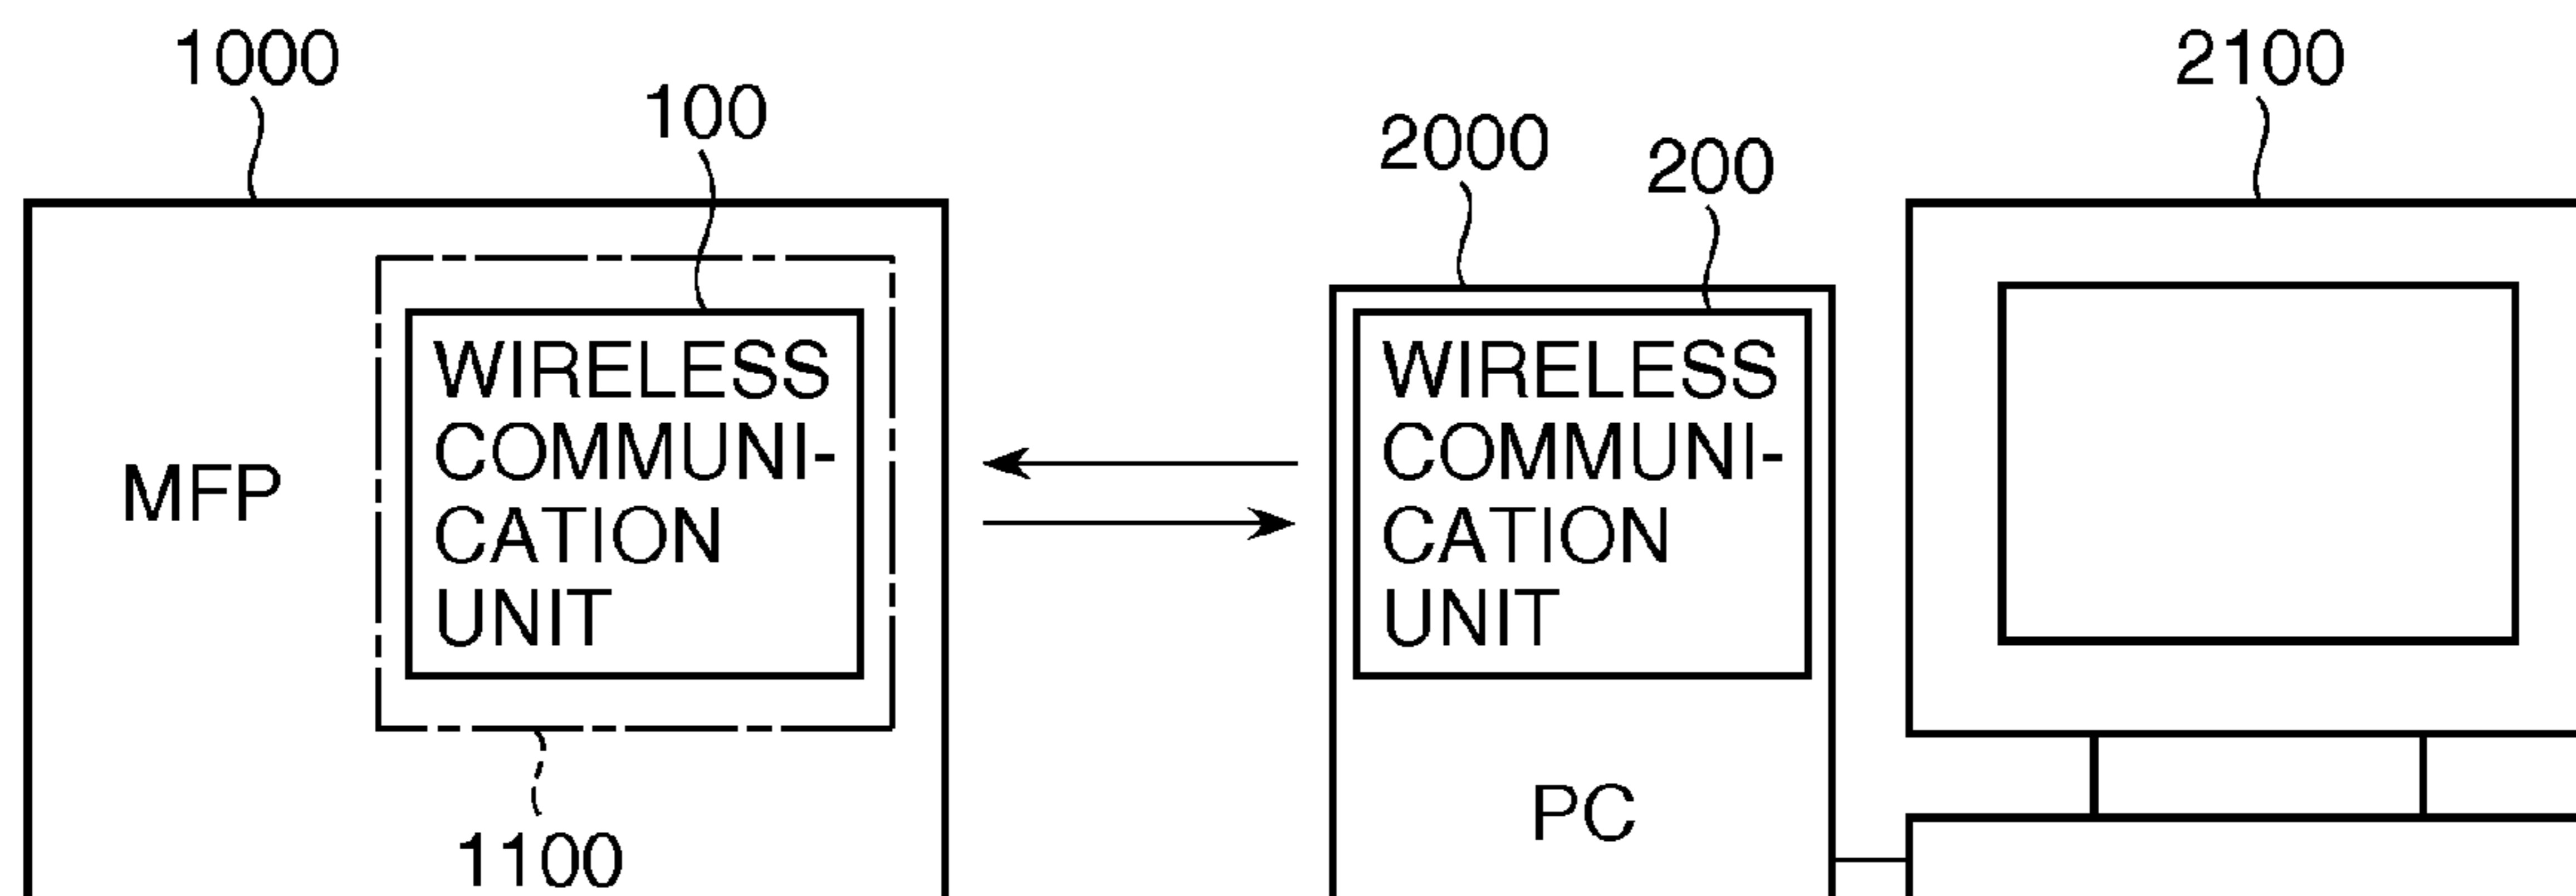 1000
100
2000
200
2100
MFP
WIRELESS
COMMUNI-
CATION
UNIT
WIRELESS
COMMUNI-
CATION
UNIT
PC
1100